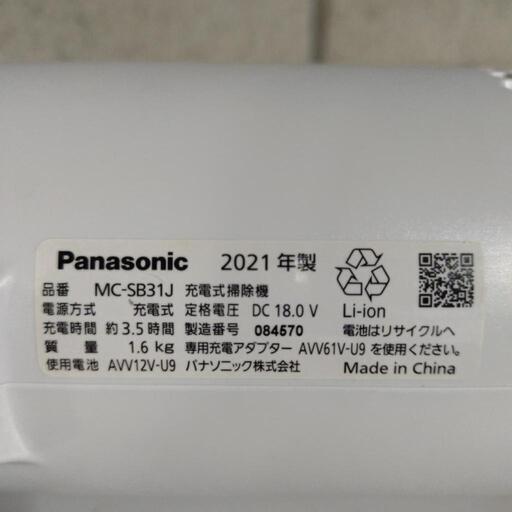 Panasonic 2021年製
品番 MC-SB31J 充電式掃除機
電源方式 充電式 定格電圧 DC 18.0 V Li-ion
充電時間 約3.5時間 製造番号 084570 電池はリサイクルへ
質量 1.6 kg 専用充電アダプター AVV61V-U9 を使用ください。
使用電池 AVV12V-U9 パナソニック株式会社 Made in China